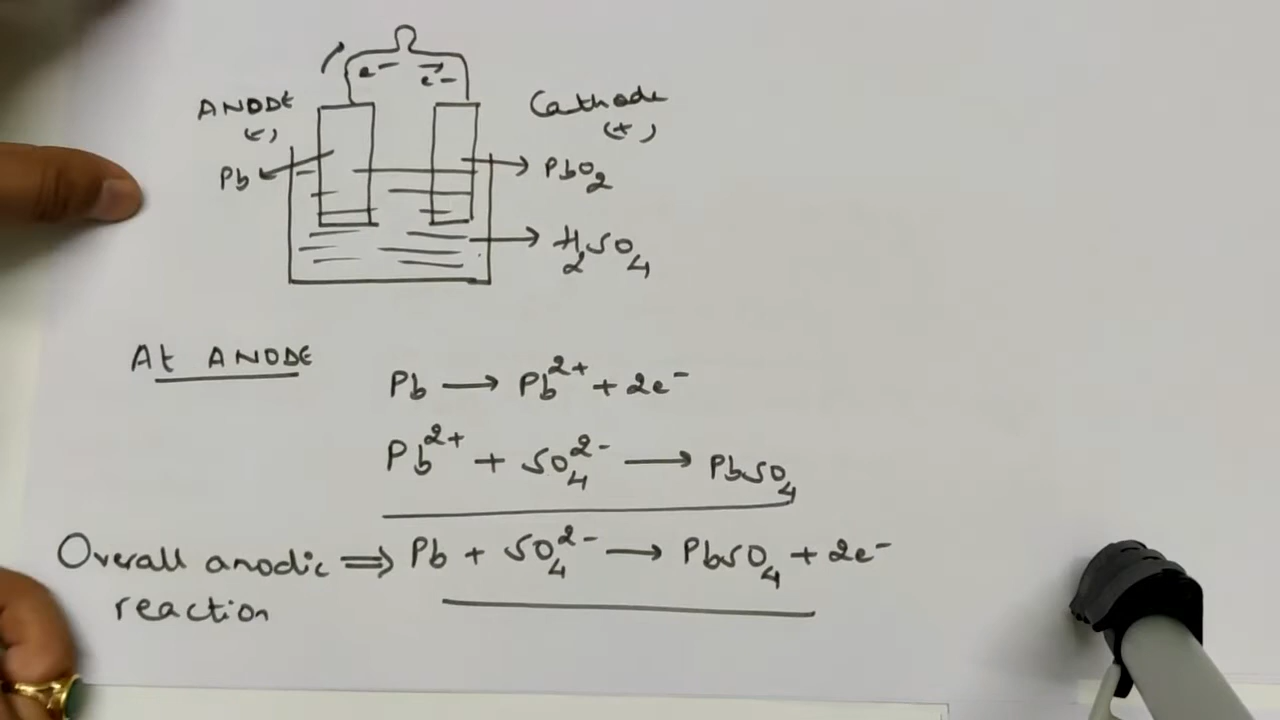 e⁻ e⁻
ANODE Cathode
(-) (+)
Pb PbO₂
H₂SO₄
At ANODE
Pb → Pb²⁺ + 2e⁻
Pb²⁺ + SO₄²⁻ → PbSO₄
Overall anodic ⇒ Pb + SO₄²⁻ → PbSO₄ + 2e⁻
reaction